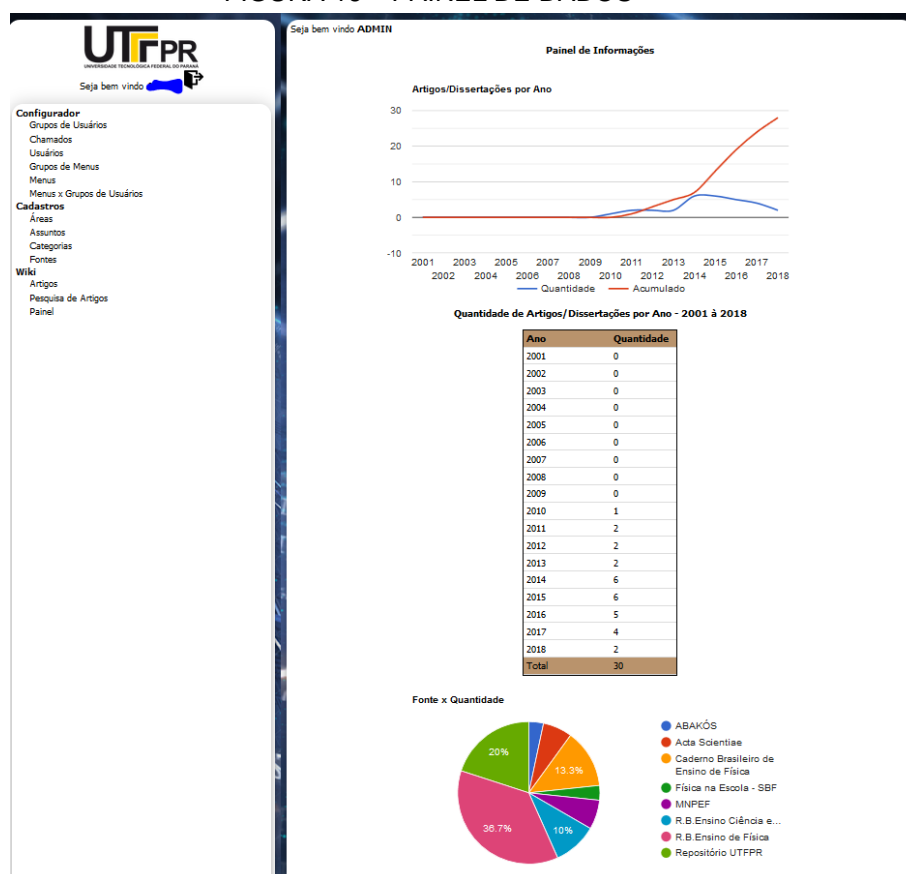 UTFPR
UNIVERSIDADE TECNOLÓGICA FEDERAL DO PARANÁ
Seja bem vindo
Configurador
Grupos de Usuários
Chamados
Usuários
Grupos de Menus
Menus
Menus x Grupos de Usuários
Cadastros
Áreas
Assuntos
Categorias
Fontes
Wiki
Artigos
Pesquisa de Artigos
Painel
Seja bem vindo ADMIN
Painel de Informações
Artigos/Dissertações por Ano
30
20
10
0
-10
2001 2003 2005 2007 2009 2011 2013 2015 2017
2002 2004 2006 2008 2010 2012 2014 2016 2018
Quantidade Acumulado
Quantidade de Artigos/Dissertações por Ano - 2001 à 2018
Ano Quantidade
2001 0
2002 0
2003 0
2004 0
2005 0
2006 0
2007 0
2008 0
2009 0
2010 1
2011 2
2012 2
2013 2
2014 6
2015 6
2016 5
2017 4
2018 2
Total 30
Fonte x Quantidade
20%
13.3%
36.7%
10%
ABAKÓS
Acta Scientiae
Caderno Brasileiro de
Ensino de Física
Física na Escola - SBF
MNPEF
R.B.Ensino Ciência e...
R.B.Ensino de Física
Repositório UTFPR